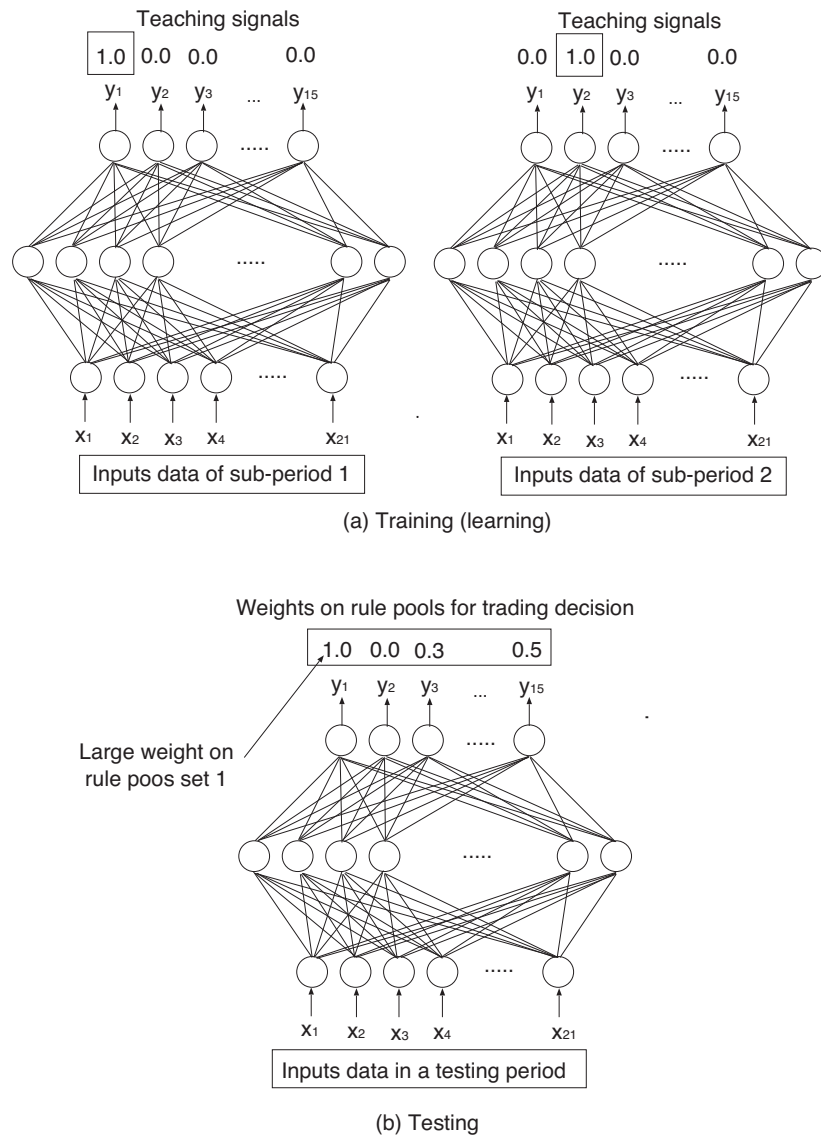 Teaching signals
1.0 0.0 0.0 0.0
y1 y2 y3 ... y15
.....
.....
.....
x1 x2 x3 x4 x21
Inputs data of sub-period 1
Teaching signals
0.0 1.0 0.0 0.0
y1 y2 y3 ... y15
.....
.....
.....
x1 x2 x3 x4 x21
Inputs data of sub-period 2
(a) Training (learning)
Weights on rule pools for trading decision
1.0 0.0 0.3 0.5
y1 y2 y3 ... y15
.....
Large weight on
rule poos set 1
.....
.....
x1 x2 x3 x4 x21
Inputs data in a testing period
(b) Testing